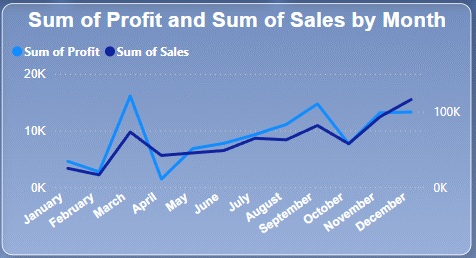 Sum of Profit and Sum of Sales by Month
Sum of Profit Sum of Sales
20K
10K 100K
0K 0K
January February March April May June July August September October November December